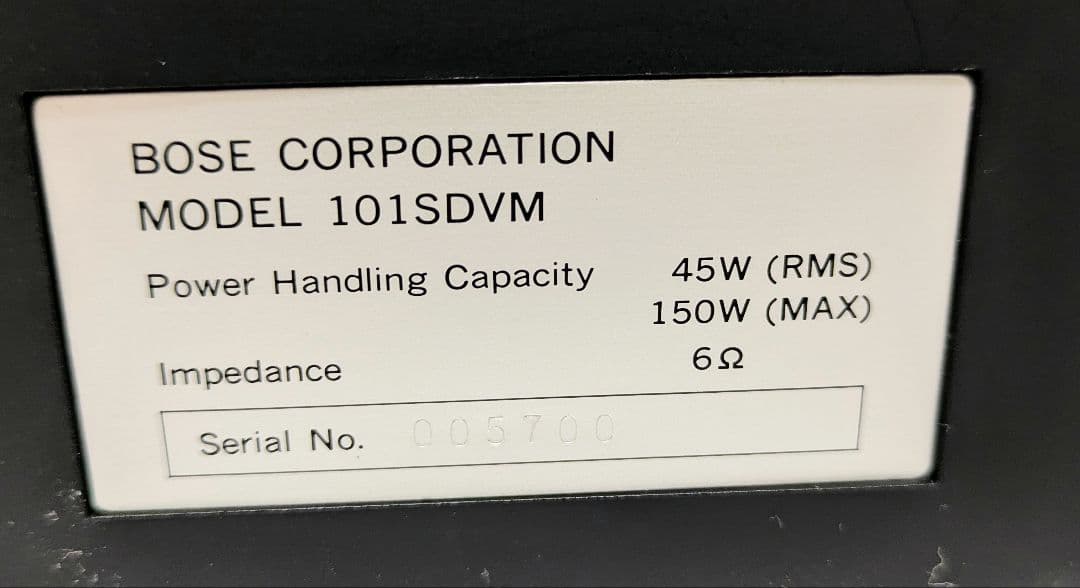 BOSE CORPORATION
MODEL 101SDVM
Power Handling Capacity 45W (RMS)
150W (MAX)
Impedance 6Ω
Serial No. 005700